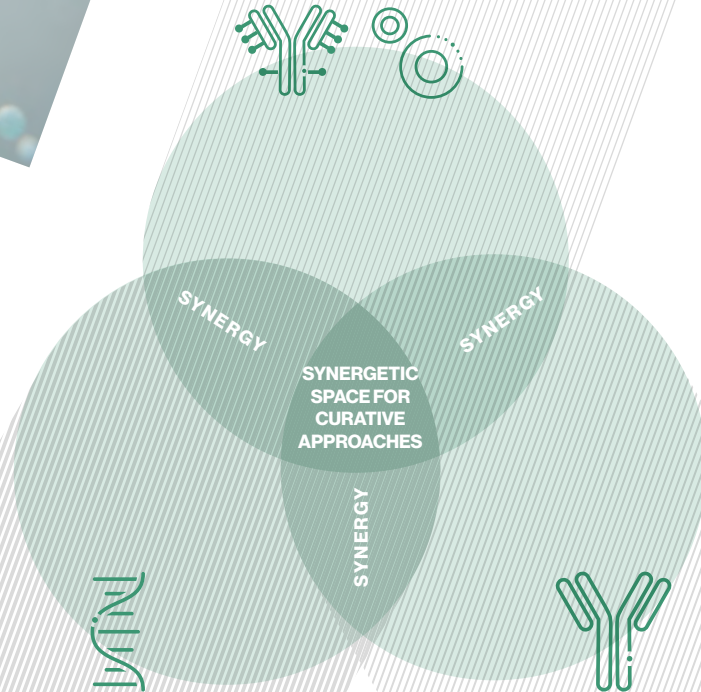 SYNERGY
SYNERGY
SYNERGETIC
SPACE FOR
CURATIVE
APPROACHES
SYNERGY